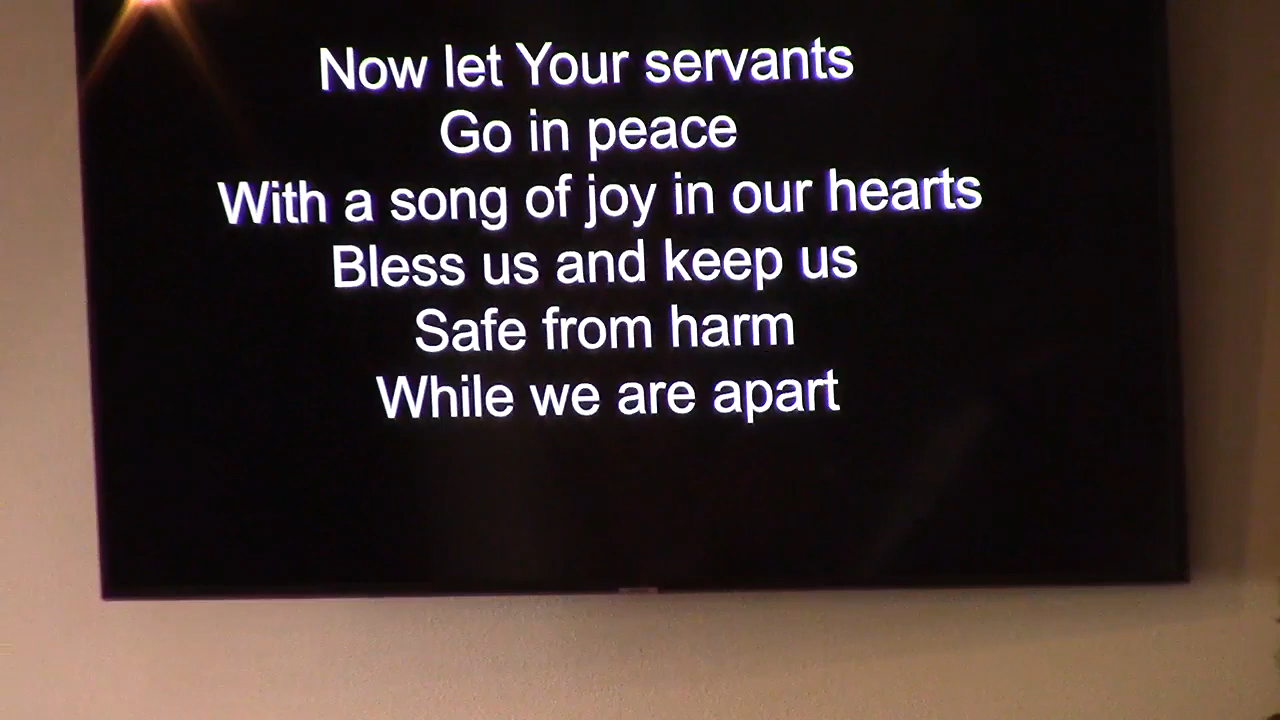 Now let Your servants
Go in peace
With a song of joy in our hearts
Bless us and keep us
Safe from harm
While we are apart